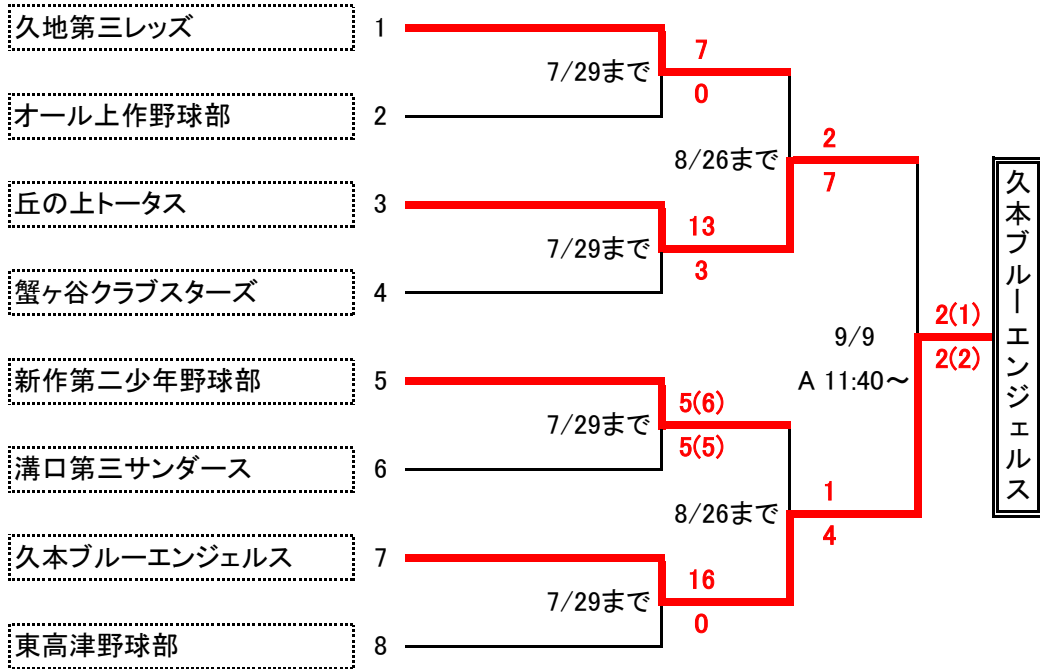 久地第三レッズ 1
7
7/29まで
0
オール上作野球部 2
2
8/26まで
7
丘の上トータス 3
13
7/29まで
3
蟹ヶ谷クラブスターズ 4
2(1)
9/9
2(2)
A 11:40～
新作第二少年野球部 5
5(6)
7/29まで
5(5)
溝口第三サンダース 6
1
8/26まで
4
久本ブルーエンジェルス 7
16
7/29まで
0
東高津野球部 8
久本ブルーエンジェルス